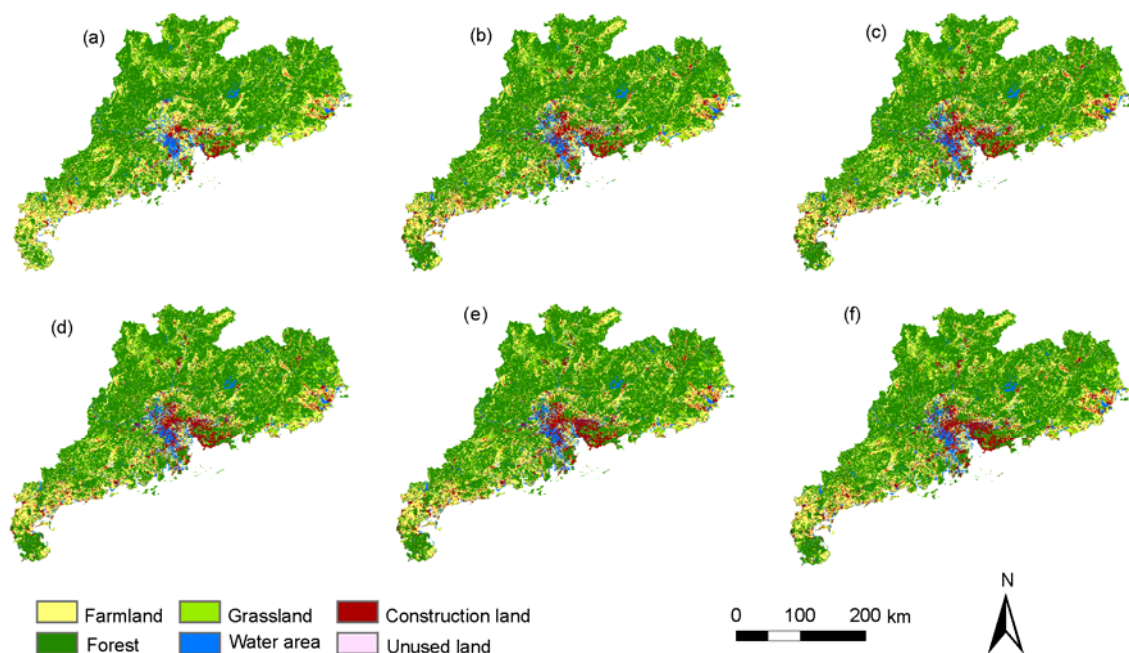 (a) (b) (c)
(d) (e) (f)
N
Farmland Grassland Construction land 0 100 200 km
Forest Water area Unused land